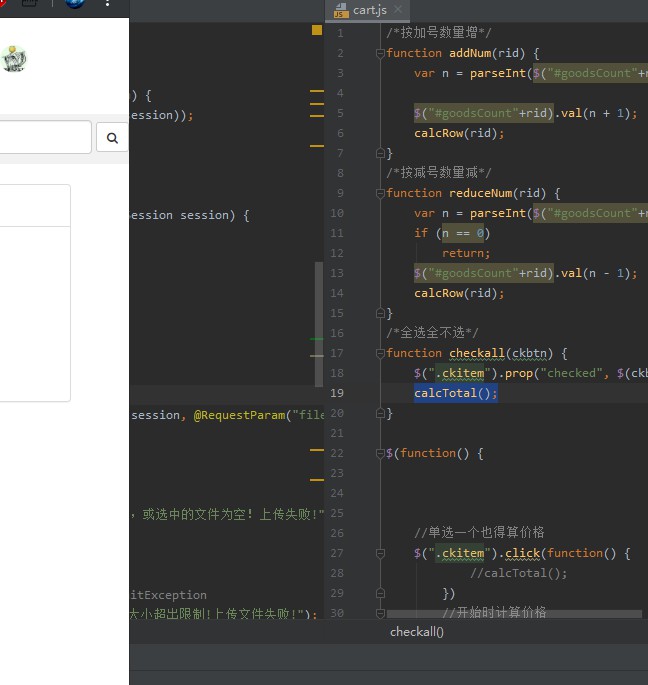 cart.js
) {
ession));
ession session) {
session, @RequestParam("file
，或选中的文件为空！上传失败!"
itException
大小超出限制!上传文件失败!");
1 /*按加号数量增*/
2 function addNum(rid) {
3 var n = parseInt($("#goodsCount"+r
4
5 $("#goodsCount"+rid).val(n + 1);
6 calcRow(rid);
7 }
8 /*按减号数量减*/
9 function reduceNum(rid) {
10 var n = parseInt($("#goodsCount"+r
11 if (n == 0)
12 return;
13 $("#goodsCount"+rid).val(n - 1);
14 calcRow(rid);
15 }
16 /*全选全不选*/
17 function checkall(ckbtn) {
18 $(".ckitem").prop("checked", $(ckb
19 calcTotal();
20 }
21
22 $(function() {
23
24
25
26 //单选一个也得算价格
27 $(".ckitem").click(function() {
28 //calcTotal();
29 })
30 //开始时计算价格
checkall()